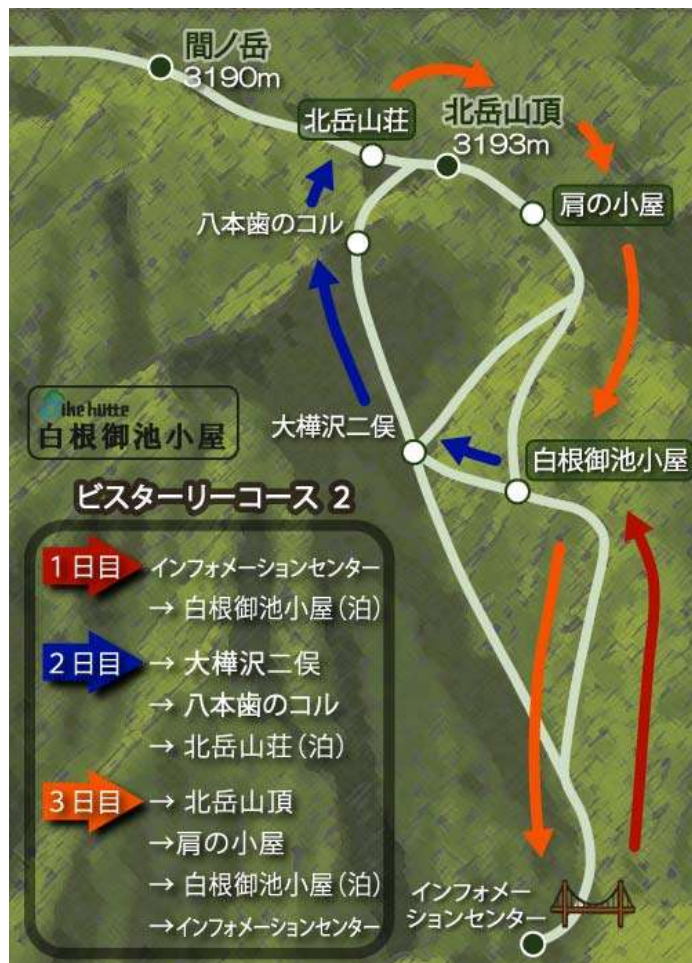 間ノ岳
3190m
北岳山荘
北岳山頂
3193m
肩の小屋
八本歯のコル
大樺沢二俣
白根御池小屋
ike hütte
白根御池小屋
ビスターリーコース 2
1日目 インフォメーションセンター
→ 白根御池小屋(泊)
2日目 → 大樺沢二俣
→ 八本歯のコル
→ 北岳山荘(泊)
3日目 → 北岳山頂
→肩の小屋
→ 白根御池小屋(泊)
→インフォメーションセンター
インフォメー
ションセンター